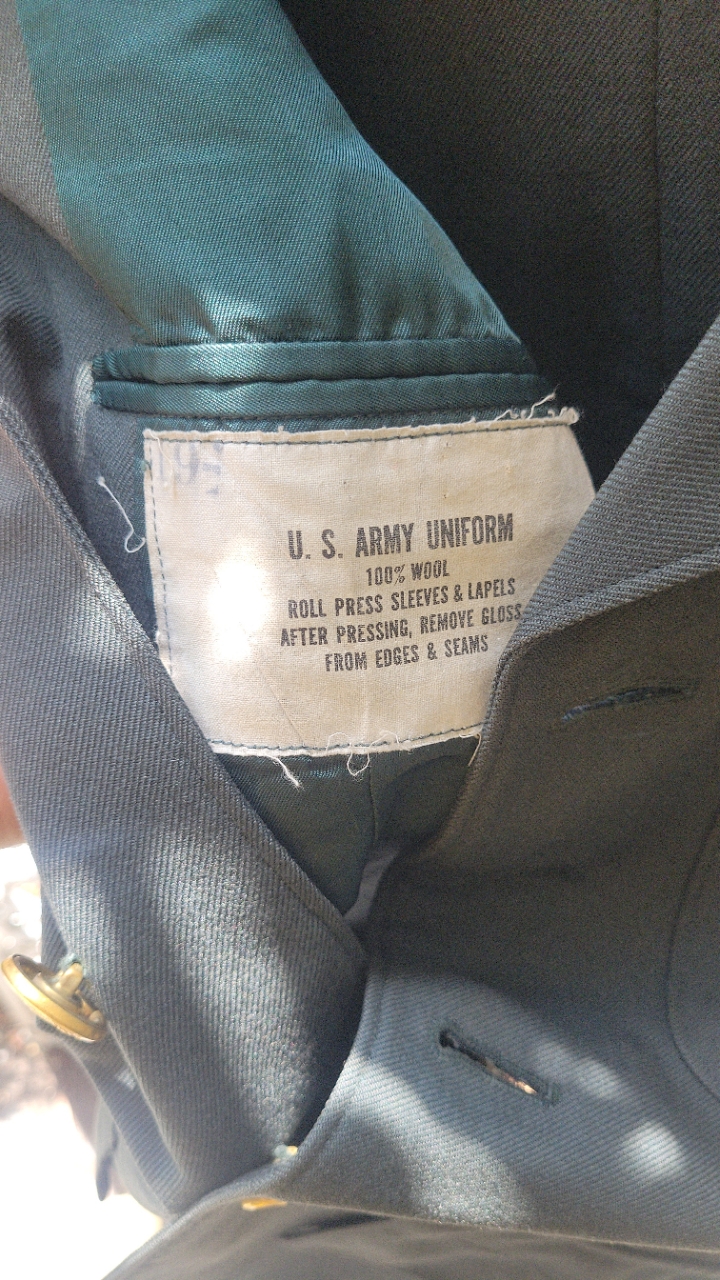 U. S. ARMY UNIFORM
100% WOOL
ROLL PRESS SLEEVES & LAPELS
AFTER PRESSING, REMOVE GLOSS
FROM EDGES & SEAMS